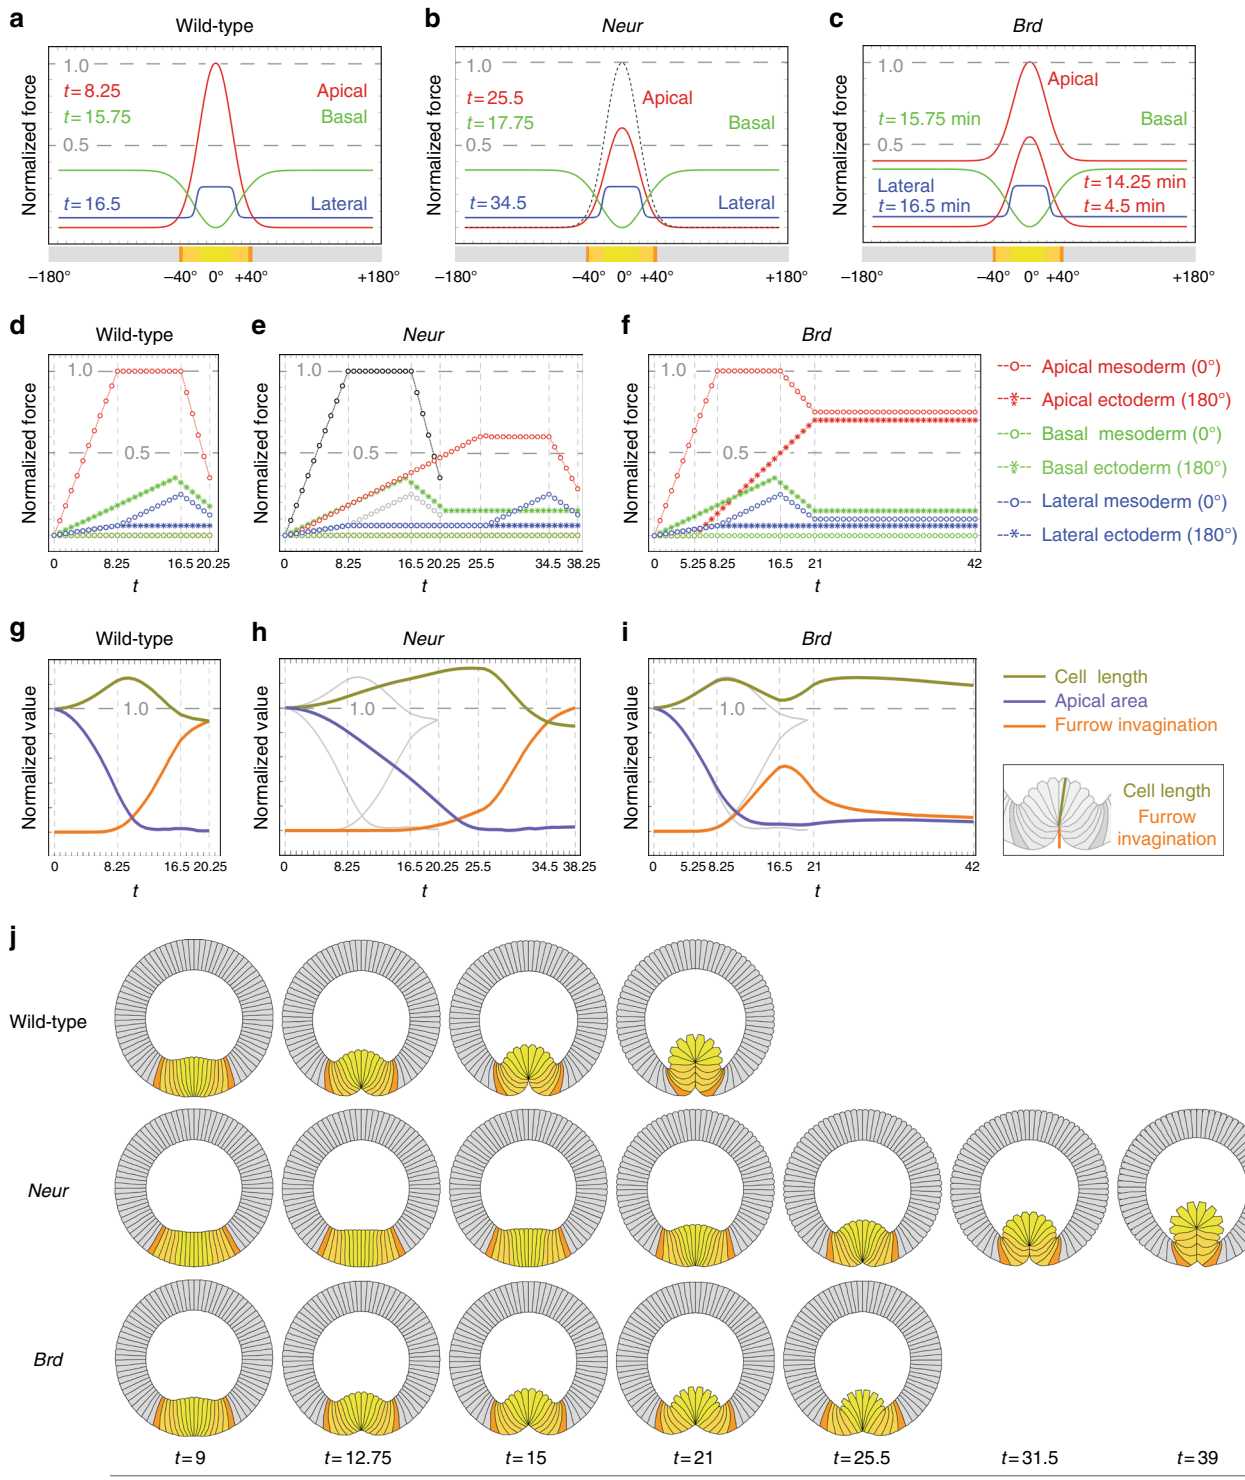 a
Wild-type
Normalized force
1.0
t=8.25
Apical
t=15.75
Basal
0.5
t=16.5
Lateral
−180°
−40°
0°
+40°
+180°
b
Neur
Normalized force
1.0
t=25.5
Apical
t=17.75
Basal
0.5
t=34.5
Lateral
−180°
−40°
0°
+40°
+180°
c
Brd
Normalized force
1.0
Apical
t=15.75 min
Basal
0.5
Lateral
t=14.25 min
t=16.5 min
t=4.5 min
−180°
−40°
0°
+40°
+180°
d
Wild-type
Normalized force
1.0
0.5
0 8.25 16.5 20.25
t
e
Neur
Normalized force
1.0
0.5
0 8.25 16.5 20.25 25.5 34.5 38.25
t
f
Brd
Normalized force
1.0
0.5
0 5.25 8.25 16.5 21 42
t
Apical mesoderm (0°)
Apical ectoderm (180°)
Basal mesoderm (0°)
Basal ectoderm (180°)
Lateral mesoderm (0°)
Lateral ectoderm (180°)
g
Wild-type
Normalized value
1.0
0 8.25 16.5 20.25
t
h
Neur
Normalized value
1.0
0 8.25 16.5 20.25 25.5 34.5 38.25
t
i
Brd
Normalized value
1.0
0 5.25 8.25 16.5 21 42
t
Cell length
Apical area
Furrow invagination
Cell length
Furrow
invagination
j
Wild-type
Neur
Brd
t=9
t=12.75
t=15
t=21
t=25.5
t=31.5
t=39